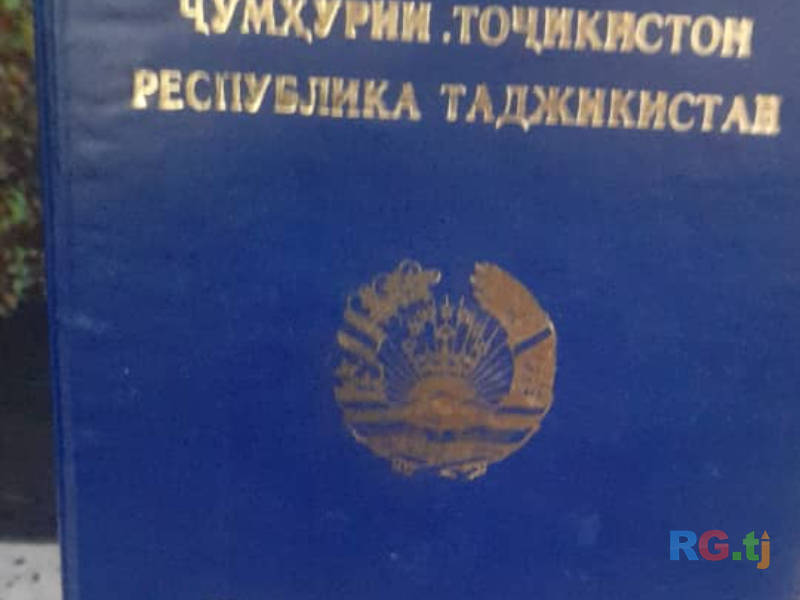 ҶУМҲУРИИ .ТОҶИКИСТОН
РЕСПУБЛИКА ТАДЖИКИСТАН
RG.tj